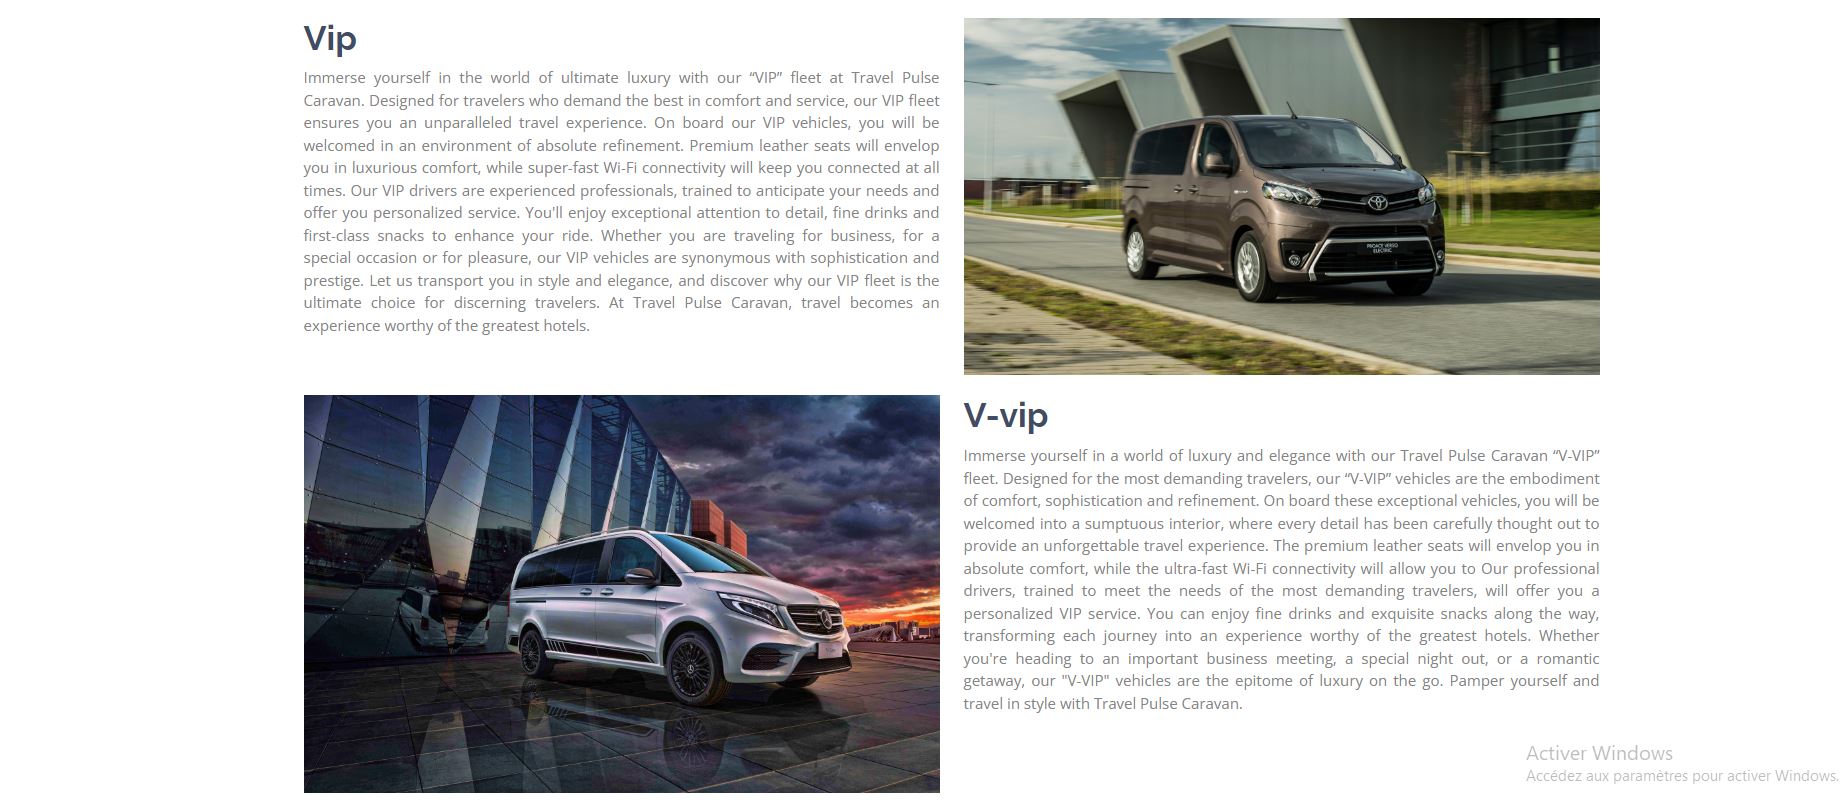 Vip
Immerse yourself in the world of ultimate luxury with our “VIP” fleet at Travel Pulse
Caravan. Designed for travelers who demand the best in comfort and service, our VIP fleet
ensures you an unparalleled travel experience. On board our VIP vehicles, you will be
welcomed in an environment of absolute refinement. Premium leather seats will envelop
you in luxurious comfort, while super-fast Wi-Fi connectivity will keep you connected at all
times. Our VIP drivers are experienced professionals, trained to anticipate your needs and
offer you personalized service. You'll enjoy exceptional attention to detail, fine drinks and
first-class snacks to enhance your ride. Whether you are traveling for business, for a
special occasion or for pleasure, our VIP vehicles are synonymous with sophistication and
prestige. Let us transport you in style and elegance, and discover why our VIP fleet is the
ultimate choice for discerning travelers. At Travel Pulse Caravan, travel becomes an
experience worthy of the greatest hotels.
PROACE VERSO
ELECTRIC
V-vip
Immerse yourself in a world of luxury and elegance with our Travel Pulse Caravan “V-VIP”
fleet. Designed for the most demanding travelers, our “V-VIP” vehicles are the embodiment
of comfort, sophistication and refinement. On board these exceptional vehicles, you will be
welcomed into a sumptuous interior, where every detail has been carefully thought out to
provide an unforgettable travel experience. The premium leather seats will envelop you in
absolute comfort, while the ultra-fast Wi-Fi connectivity will allow you to Our professional
drivers, trained to meet the needs of the most demanding travelers, will offer you a
personalized VIP service. You can enjoy fine drinks and exquisite snacks along the way,
transforming each journey into an experience worthy of the greatest hotels. Whether
you're heading to an important business meeting, a special night out, or a romantic
getaway, our "V-VIP" vehicles are the epitome of luxury on the go. Pamper yourself and
travel in style with Travel Pulse Caravan.
Activer Windows
Accédez aux paramètres pour activer Windows.